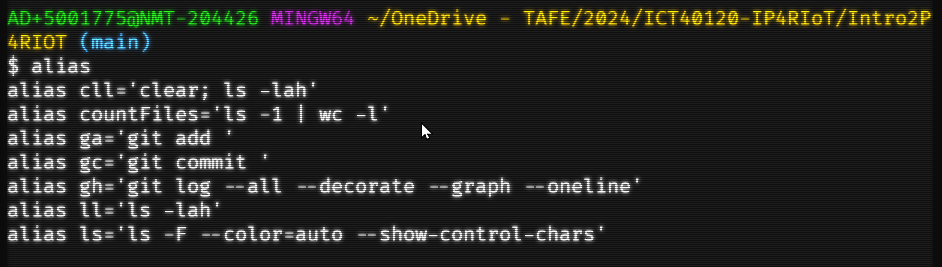 AD+5001775@NMT-204426 MINGW64 ~/OneDrive - TAFE/2024/ICT40120-IP4RIoT/Intro2P
4RIOT (main)
$ alias
alias cll='clear; ls -lah'
alias countFiles='ls -1 | wc -l'
alias ga='git add '
alias gc='git commit '
alias gh='git log --all --decorate --graph --oneline'
alias ll='ls -lah'
alias ls='ls -F --color=auto --show-control-chars'